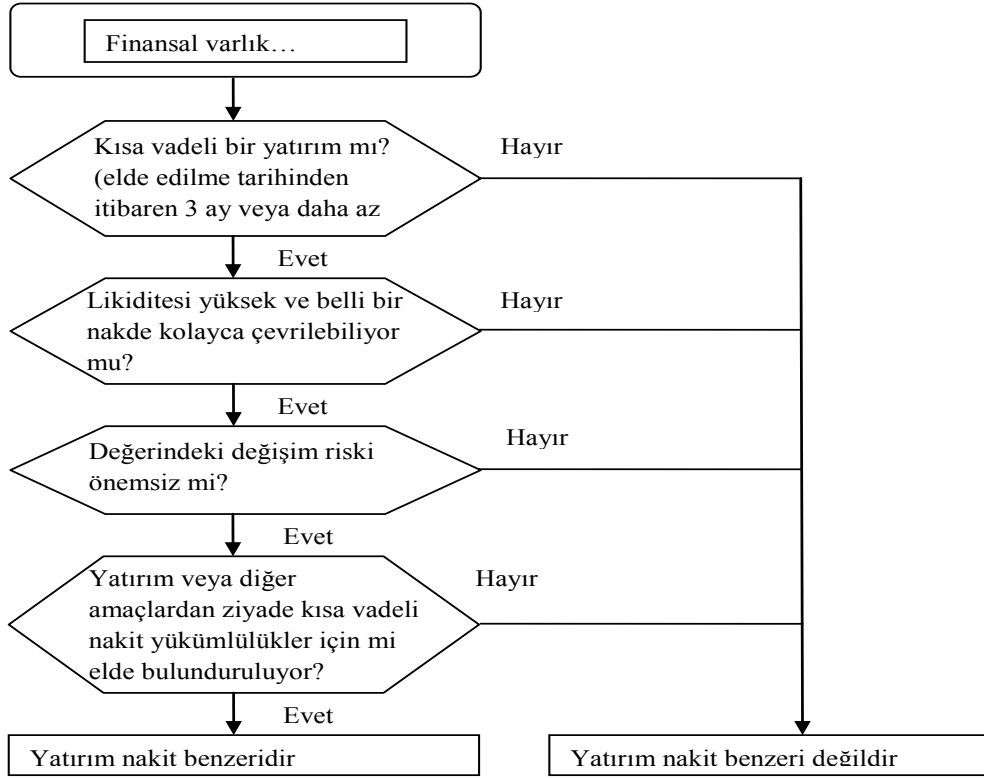 Finansal varlık…
Kısa vadeli bir yatırım mı?
(elde edilme tarihinden
itibaren 3 ay veya daha az
Hayır
Evet
Likiditesi yüksek ve belli bir
nakde kolayca çevrilebiliyor
mu?
Hayır
Evet
Değerindeki değişim riski
önemsiz mi?
Hayır
Evet
Yatırım veya diğer
amaçlardan ziyade kısa vadeli
nakit yükümlülükler için mi
elde bulunduruluyor?
Hayır
Evet
Yatırım nakit benzeridir
Yatırım nakit benzeri değildir